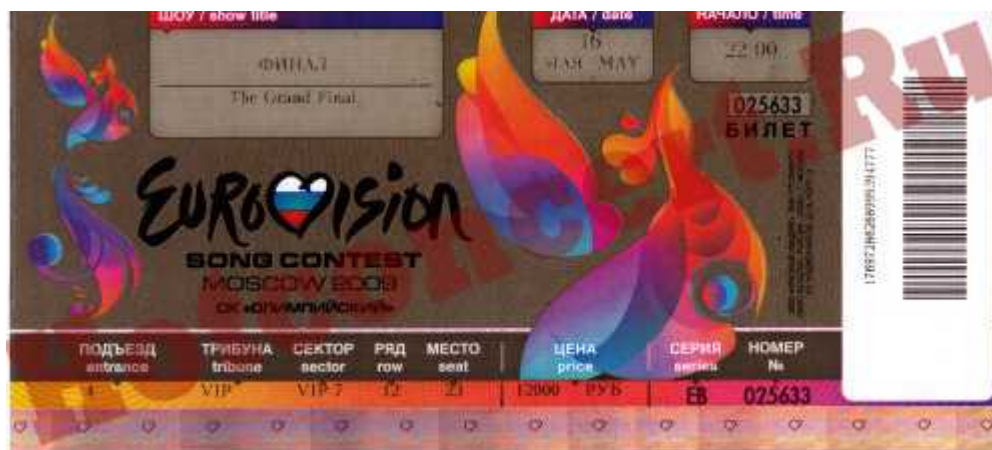 ШОУ / show title
ДАТА / date
НАЧАЛО / time
ФИНАЛ
The Grand Final
16
МАЯ MAY
22:00
025633
БИЛЕТ
EUROVISION
SONG CONTEST
MOSCOW 2009
СК «ОЛИМПИЙСКИЙ»
ПОДЪЕЗД ТРИБУНА СЕКТОР РЯД МЕСТО ЦЕНА СЕРИЯ НОМЕР
entrance tribune sector row seat price series №
4 VIP VIP-7 12 23 12000 РУБ ЕВ 025633